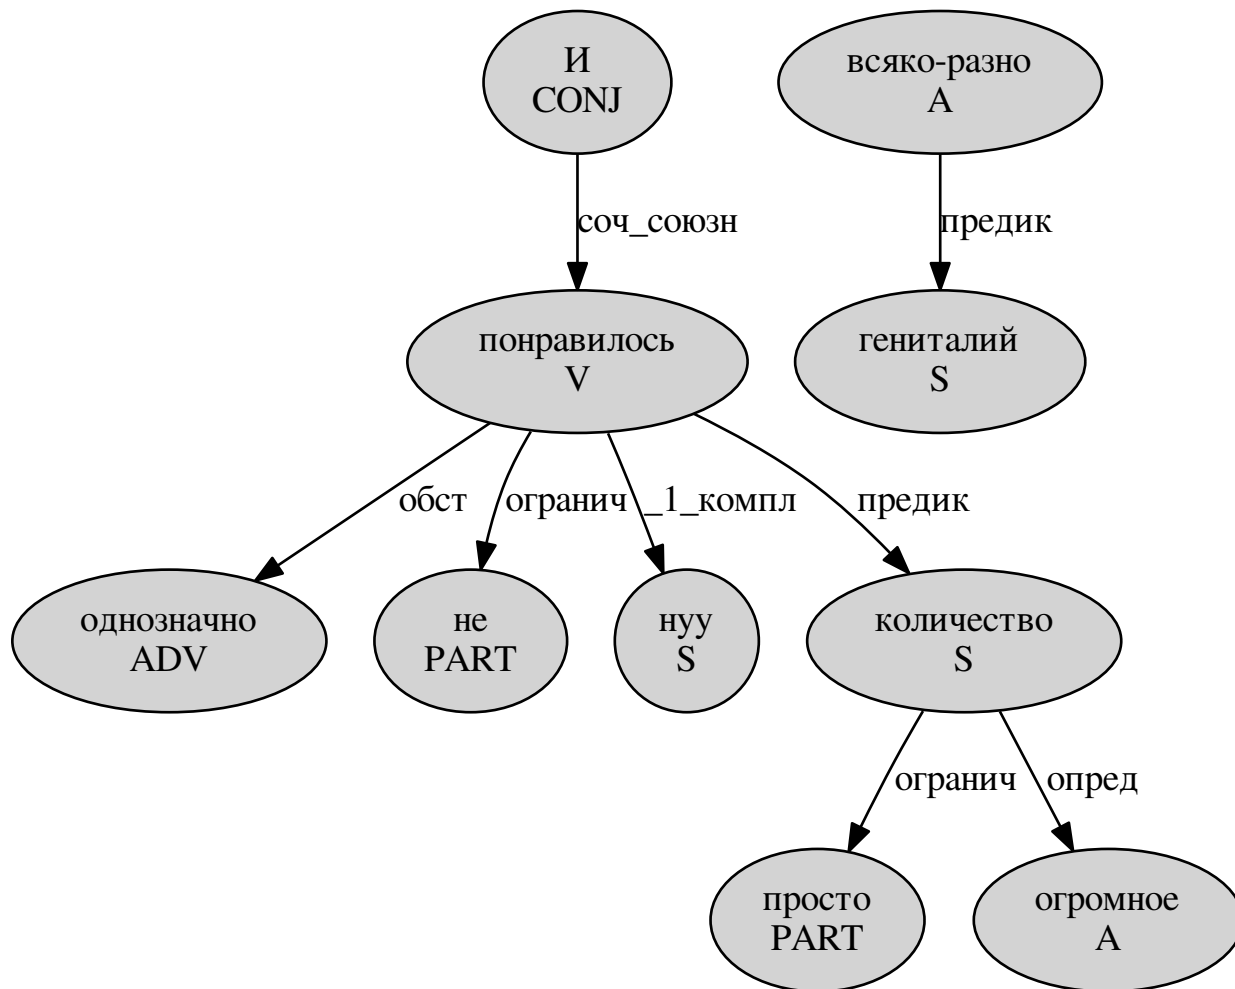 И
CONJ
всяко-разно
A
соч_союзн
предик
понравилось
V
гениталий
S
обст
огранич
_1_компл
предик
однозначно
ADV
не
PART
нуу
S
количество
S
огранич
опред
просто
PART
огромное
A